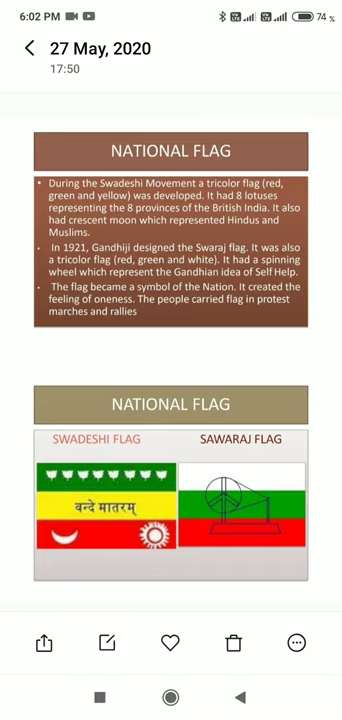 6:02 PM
74 %
27 May, 2020
17:50
NATIONAL FLAG
• During the Swadeshi Movement a tricolor flag (red,
green and yellow) was developed. It had 8 lotuses
representing the 8 provinces of the British India. It also
had crescent moon which represented Hindus and
Muslims.
• In 1921, Gandhiji designed the Swaraj flag. It was also
a tricolor flag (red, green and white). It had a spinning
wheel which represent the Gandhian idea of Self Help.
• The flag became a symbol of the Nation. It created the
feeling of oneness. The people carried flag in protest
marches and rallies
NATIONAL FLAG
SWADESHI FLAG
SAWARAJ FLAG
वन्दे मातरम्